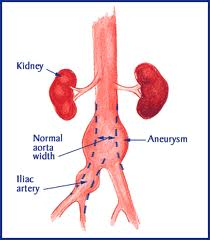 Kidney
Normal
aorta
width
Aneurysm
Iliac
artery